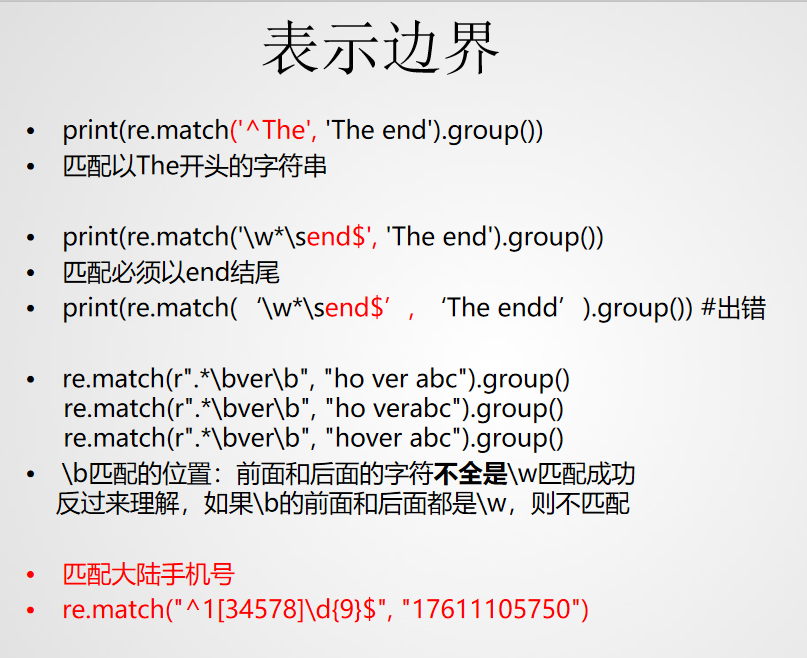 表示边界
• print(re.match('^The', 'The end').group())
• 匹配以The开头的字符串
• print(re.match('\w*\send$', 'The end').group())
• 匹配必须以end结尾
• print(re.match(‘\w*\send$’, ‘The endd’).group()) #出错
• re.match(r".*\bver\b", "ho ver abc").group()
re.match(r".*\bver\b", "ho verabc").group()
re.match(r".*\bver\b", "hover abc").group()
• \b匹配的位置：前面和后面的字符不全是\w匹配成功
反过来理解，如果\b的前面和后面都是\w，则不匹配
• 匹配大陆手机号
• re.match("^1[34578]\d{9}$", "17611105750")